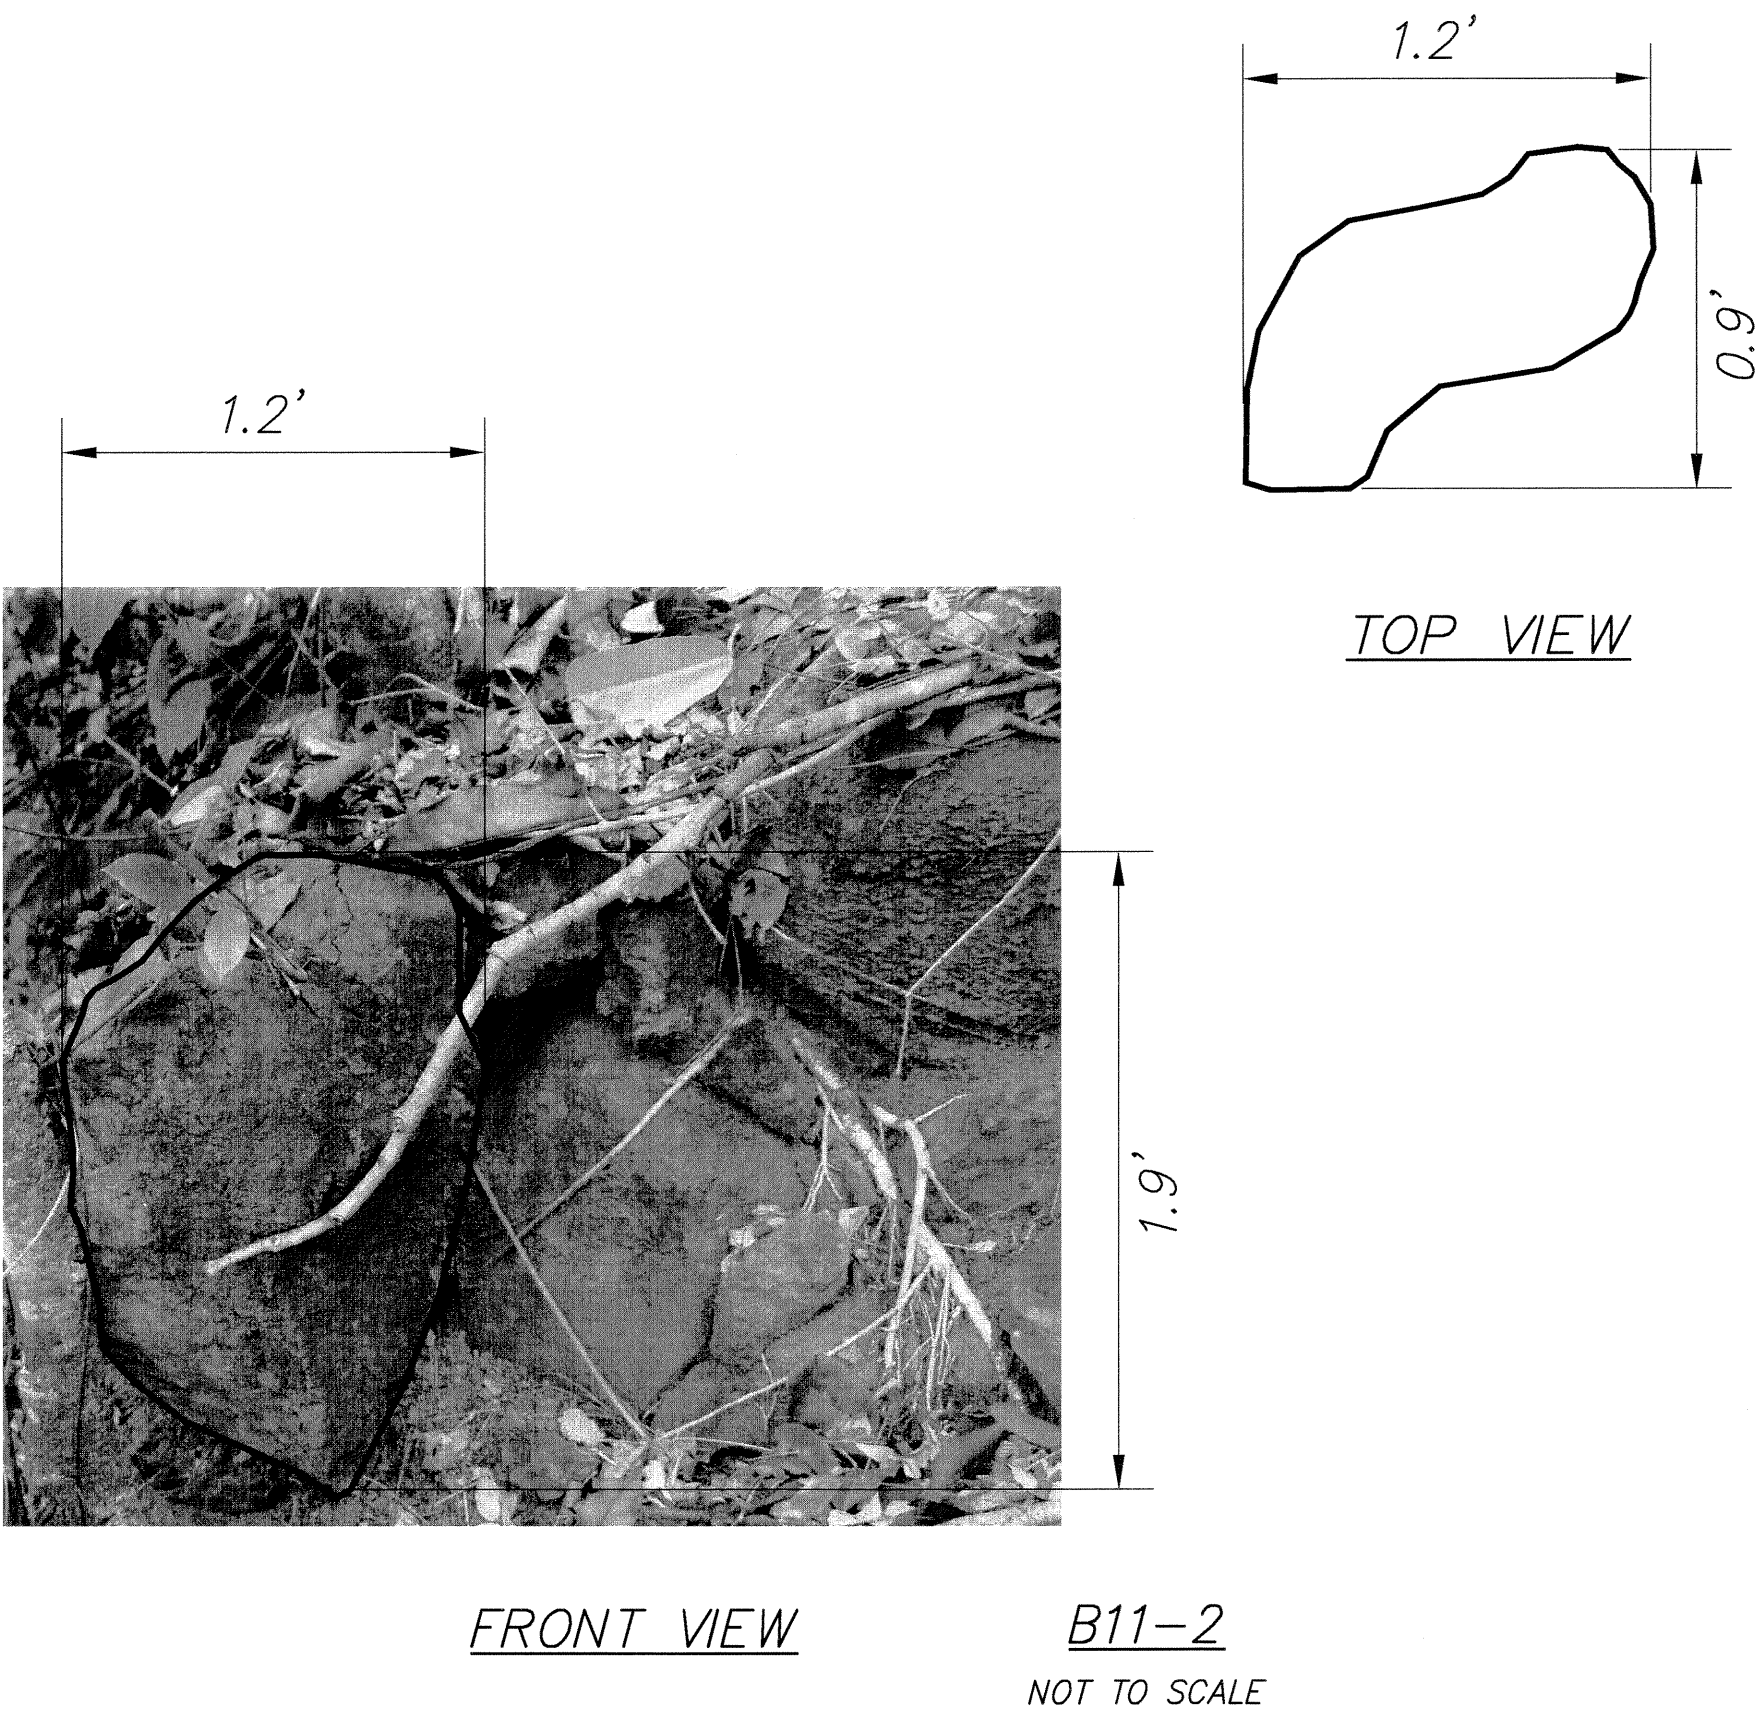 1.2'
0.9'
TOP VIEW
1.2'
1.9'
FRONT VIEW
B11-2
NOT TO SCALE